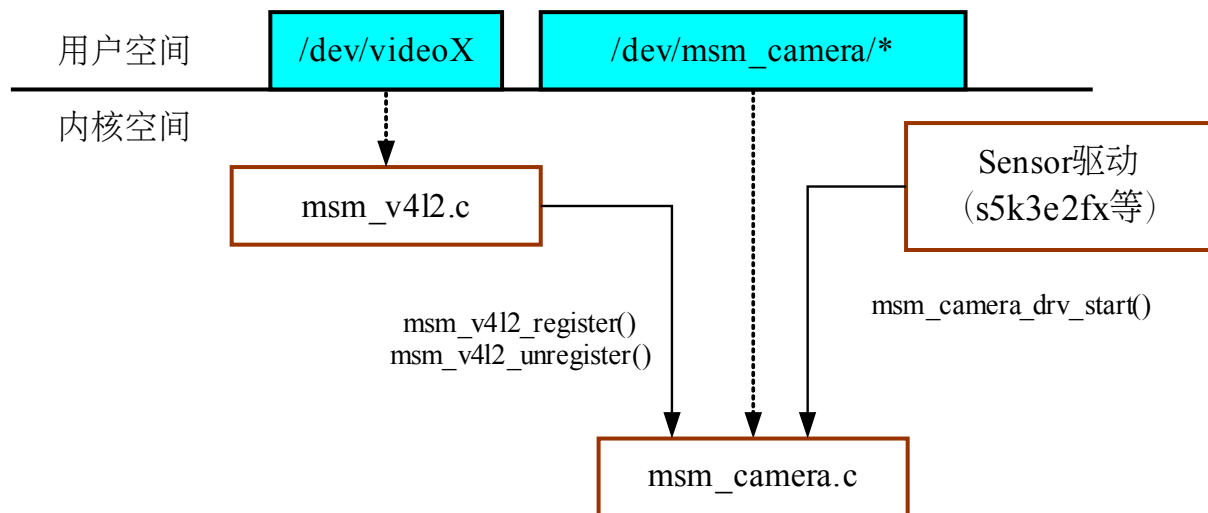 用户空间
/dev/videoX
/dev/msm_camera/*
内核空间
msm_v4l2.c
Sensor驱动
（s5k3e2fx等）
msm_v4l2_register()
msm_v4l2_unregister()
msm_camera_drv_start()
msm_camera.c